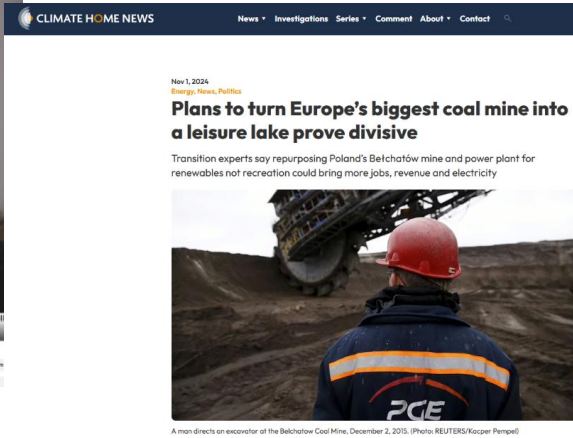 CLIMATE HOME NEWS
News Investigations Series Comment About Contact
Nov 1, 2024
Energy, News, Politics
Plans to turn Europe's biggest coal mine into
a leisure lake prove divisive
Transition experts say repurposing Poland's Bełchatów mine and power plant for
renewables not recreation could bring more jobs, revenue and electricity
PGE
A man directs an excavator at the Belchatow Coal Mine, December 2, 2015. (Photo: REUTERS/Kacper Pempel)